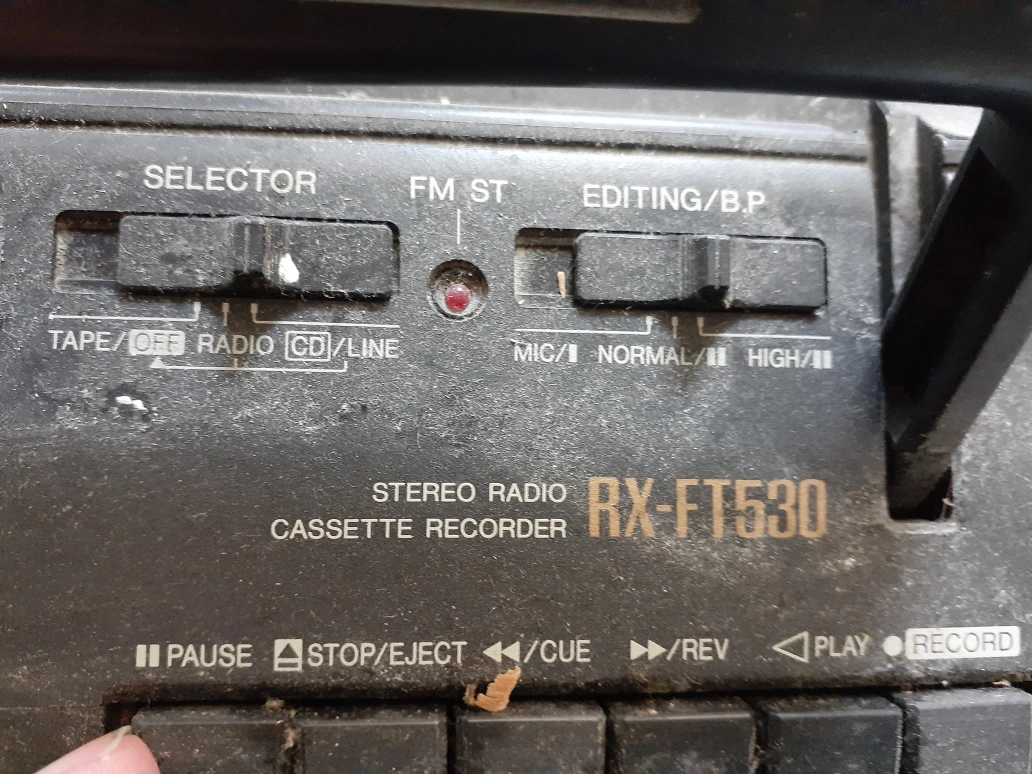 SELECTOR
FM ST
EDITING/B.P
TAPE/OFF RADIO CD/LINE
MIC/I NORMAL/II HIGH/II
STEREO RADIO
CASSETTE RECORDER
RX-FT530
PAUSE STOP/EJECT /CUE /REV PLAY RECORD